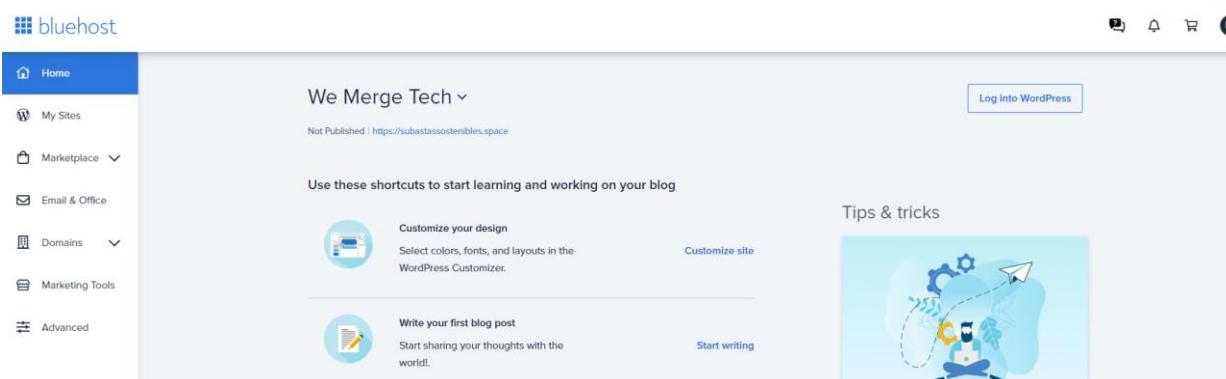 bluehost
Home
My Sites
Marketplace
Email & Office
Domains
Marketing Tools
Advanced
We Merge Tech
Log into WordPress
Not Published | https://subastassostenibles.space
Use these shortcuts to start learning and working on your blog
Customize your design
Select colors, fonts, and layouts in the
WordPress Customizer.
Customize site
Write your first blog post
Start sharing your thoughts with the
world!.
Start writing
Tips & tricks